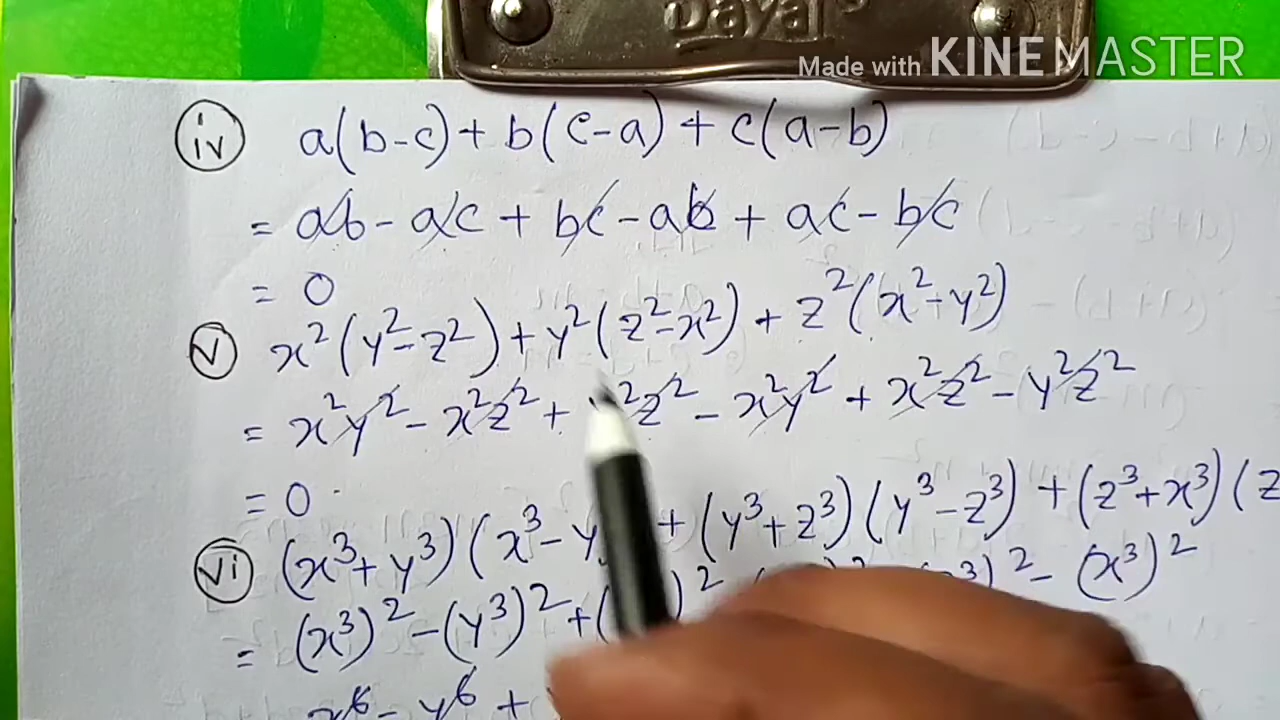 Dayal's
Made with KINEMASTER
(iv) a(b-c)+b(c-a)+c(a-b)
= ab-ac+bc-ab+ac-bc
= 0
(v) x²(y²-z²)+y²(z²-x²)+z²(x²-y²)
= x²y²-x²z²+y²z²-x²y²+x²z²-y²z²
= 0
(vi) (x³+y³)(x³-y +(y³+z³)(y³-z³)+(z³+x³)(z
= (x³)²-(y³)²+( )² )²-(x³)²
x⁶-y⁶+